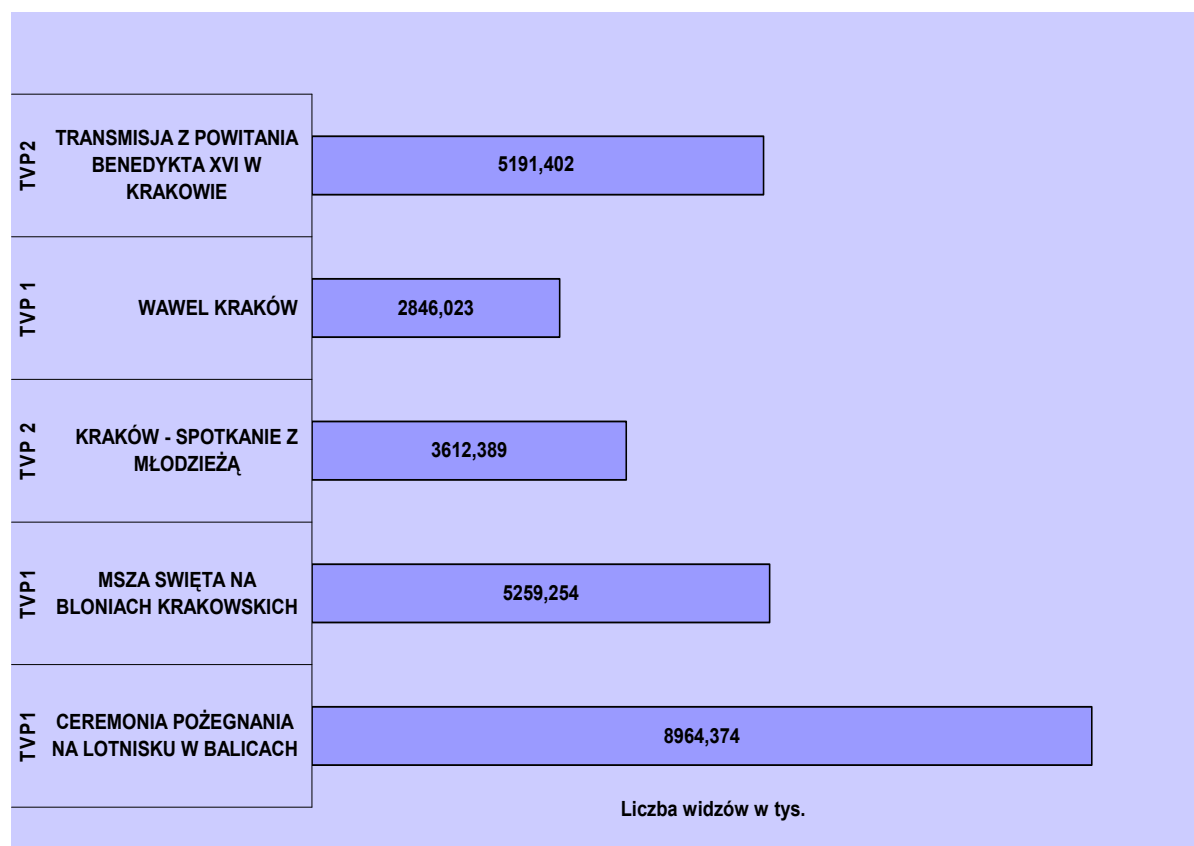 TVP2
TRANSMISJA Z POWITANIA
BENEDYKTA XVI W
KRAKOWIE
5191,402
TVP 1
WAWEL KRAKÓW
2846,023
TVP 2
KRAKÓW - SPOTKANIE Z
MŁODZIEŻĄ
3612,389
TVP1
MSZA SWIĘTA NA
BLONIACH KRAKOWSKICH
5259,254
TVP1
CEREMONIA POŻEGNANIA
NA LOTNISKU W BALICACH
8964,374
Liczba widzów w tys.